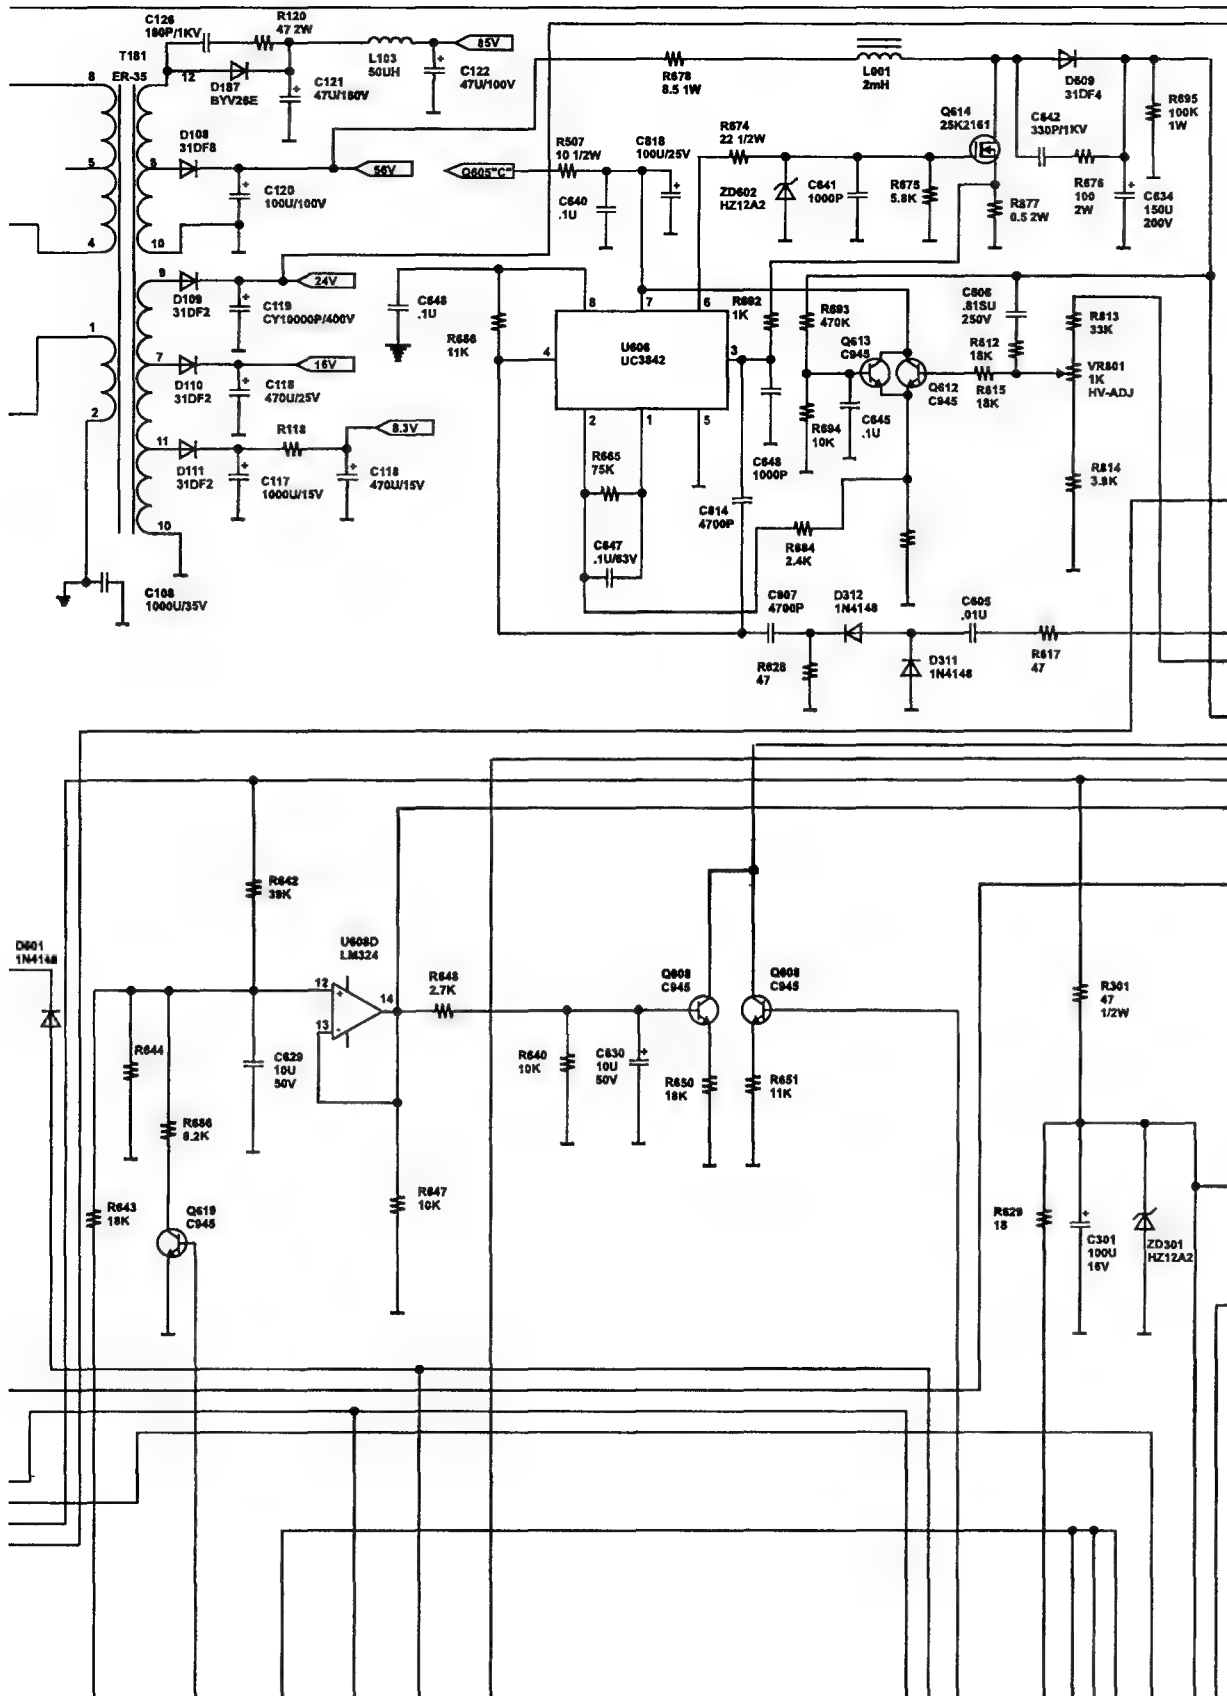 C126
180P/1KV
R120
47 2W
T181
ER-35
L103
50UH
85V
C122
47U/100V
D187
BYV26E
C121
47U/160V
8
12
5
4
D108
31DF8
9
56V
C120
100U/100V
10
9
D109
31DF2
24V
C119
CY10000P/400V
1
7
D110
31DF2
16V
C118
470U/25V
2
11
R118
8.3V
D111
31DF2
C117
1000U/15V
C116
470U/15V
10
C108
1000U/35V
R678
8.5 1W
L901
2mH
D609
31DF4
R695
100K
1W
Q614
2SK2161
C642
330P/1KV
R507
10 1/2W
C818
100U/25V
R674
22 1/2W
Q605"C"
C640
.1U
ZD602
HZ12A2
C641
1000P
R675
5.8K
R677
0.5 2W
R676
100
2W
C634
150U
200V
C648
.1U
8
7
6
R656
11K
R692
1K
R693
470K
C606
.815U
250V
R813
33K
U606
UC3842
4
3
Q613
C945
R612
18K
VR801
1K
HV-ADJ
Q612
C945
R615
18K
2
1
5
R694
10K
C645
.1U
C648
1000P
R665
75K
R814
3.9K
C814
4700P
C647
.1U/63V
R684
2.4K
C907
4700P
D312
1N4148
C605
.01U
R628
47
D311
1N4148
R617
47
R642
39K
D601
1N4148
U608D
LM324
12
14
13
R648
2.7K
Q608
C945
Q608
C945
R301
47
1/2W
R644
C629
10U
50V
R640
10K
C630
10U
50V
R650
18K
R651
11K
R686
8.2K
R643
18K
Q619
C945
R647
10K
R629
18
C301
100U
16V
ZD301
HZ12A2